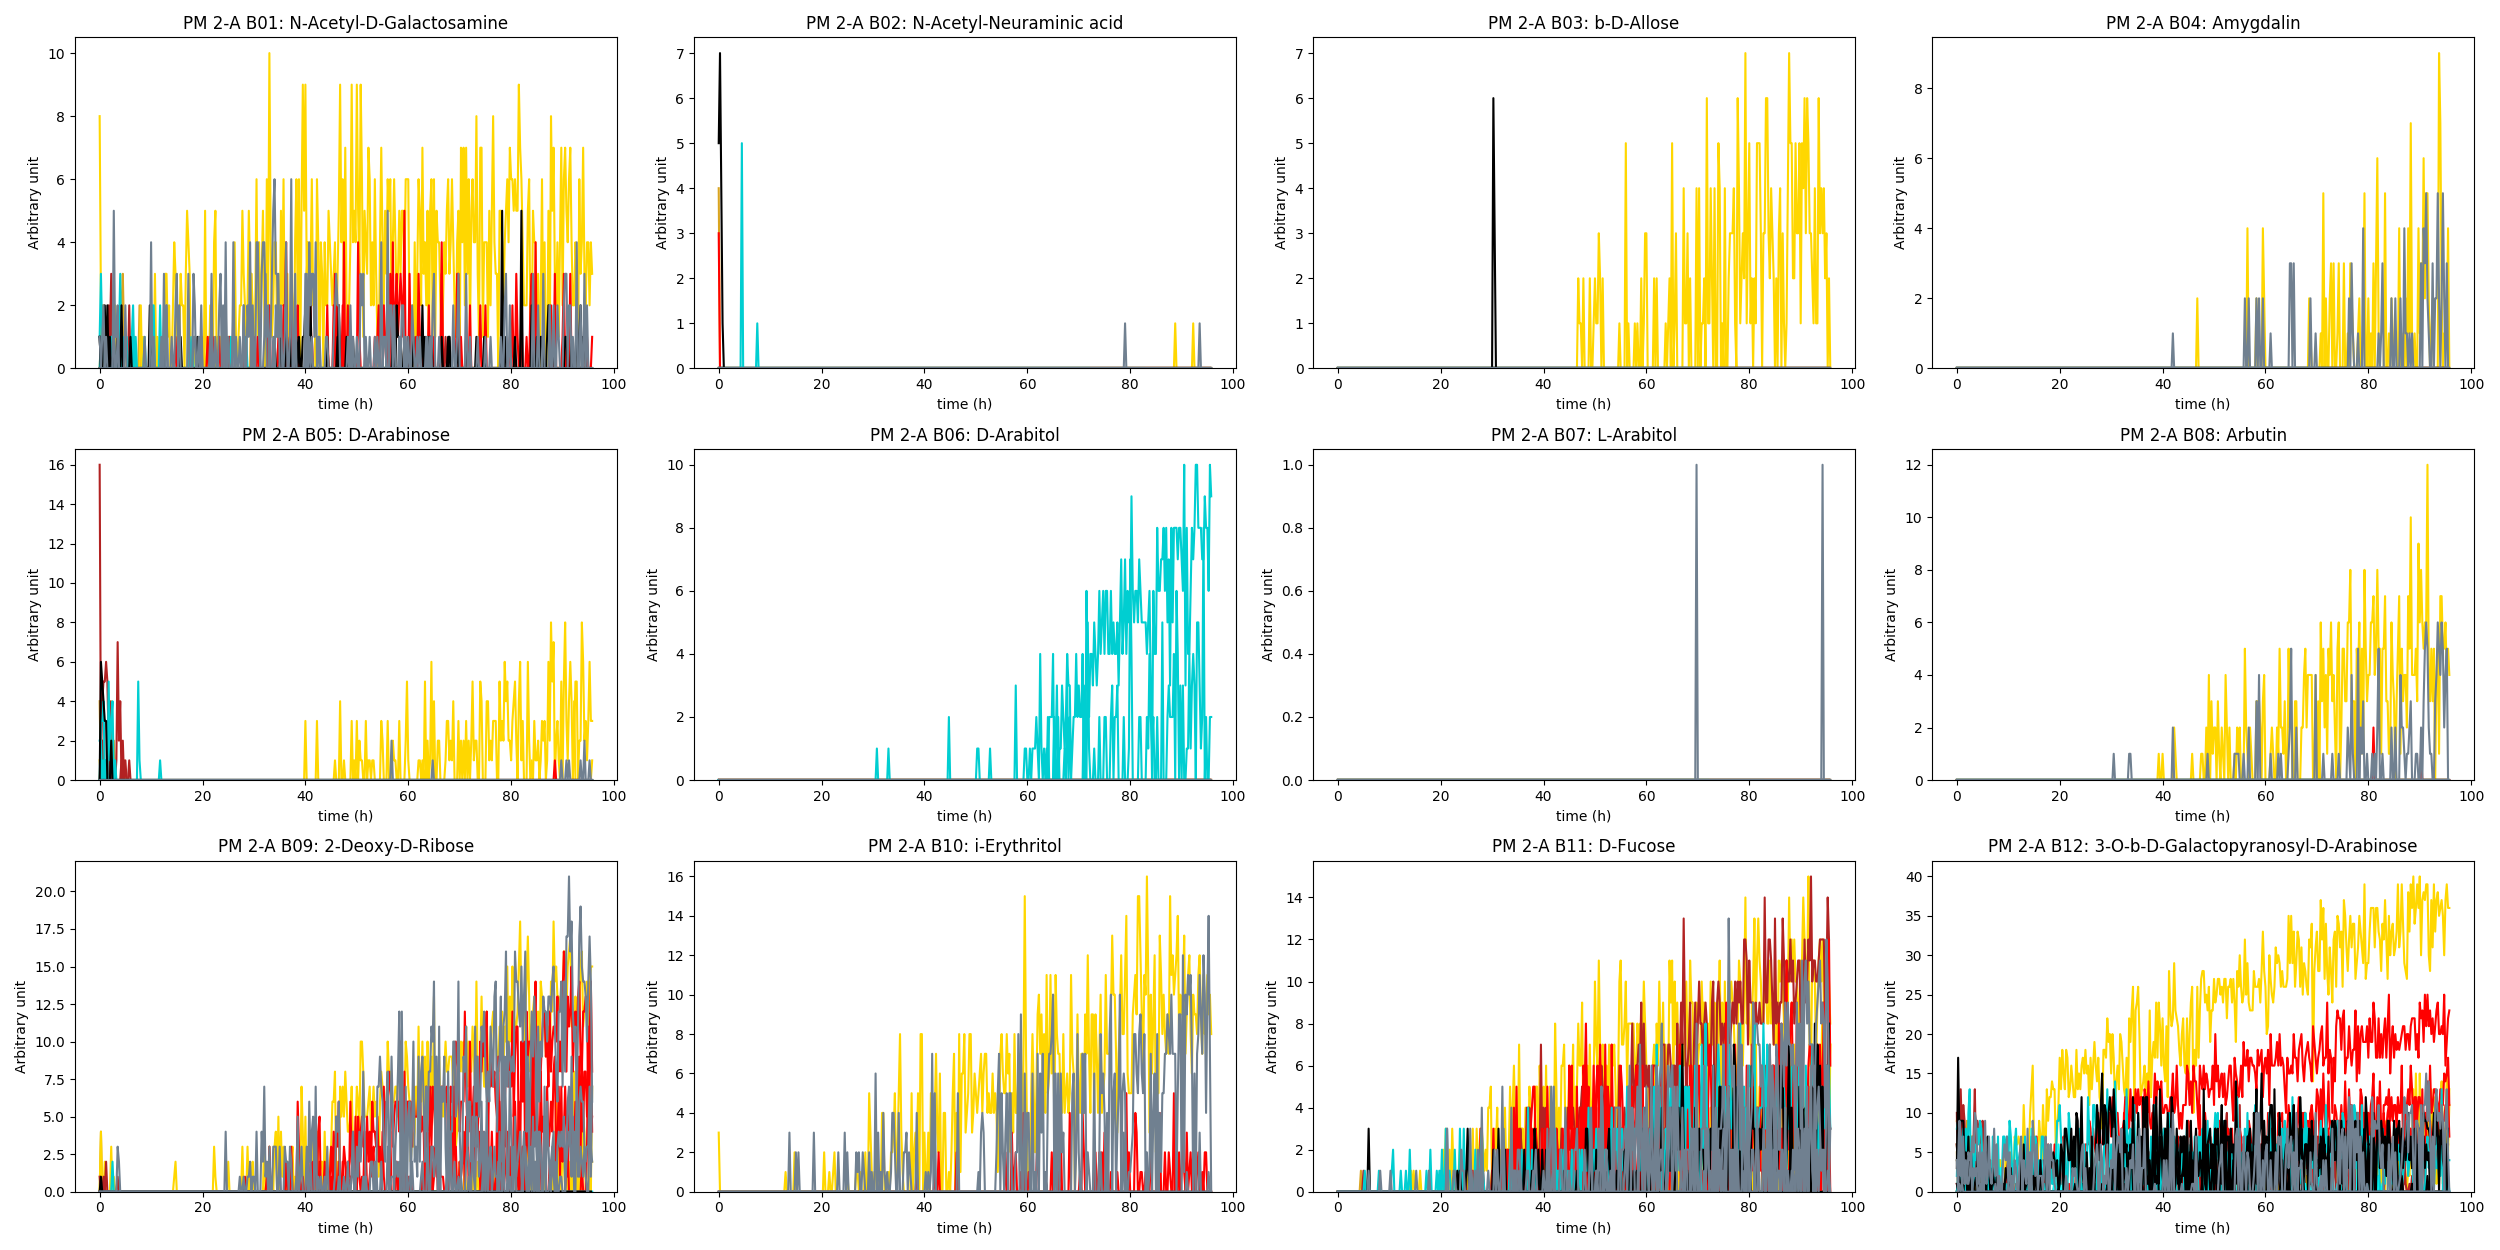 PM 2-A B01: N-Acetyl-D-Galactosamine
PM 2-A B02: N-Acetyl-Neuraminic acid
PM 2-A B03: b-D-Allose
PM 2-A B04: Amygdalin
10
8
6
4
2
0
Arbitrary unit
0 20 40 60 80 100
time (h)
7
6
5
4
3
2
1
0
Arbitrary unit
0 20 40 60 80 100
time (h)
7
6
5
4
3
2
1
0
Arbitrary unit
0 20 40 60 80 100
time (h)
8
6
4
2
0
Arbitrary unit
0 20 40 60 80 100
time (h)
PM 2-A B05: D-Arabinose
PM 2-A B06: D-Arabitol
PM 2-A B07: L-Arabitol
PM 2-A B08: Arbutin
16
14
12
10
8
6
4
2
0
Arbitrary unit
0 20 40 60 80 100
time (h)
10
8
6
4
2
0
Arbitrary unit
0 20 40 60 80 100
time (h)
1.0
0.8
0.6
0.4
0.2
0.0
Arbitrary unit
0 20 40 60 80 100
time (h)
12
10
8
6
4
2
0
Arbitrary unit
0 20 40 60 80 100
time (h)
PM 2-A B09: 2-Deoxy-D-Ribose
PM 2-A B10: i-Erythritol
PM 2-A B11: D-Fucose
PM 2-A B12: 3-O-b-D-Galactopyranosyl-D-Arabinose
20.0
17.5
15.0
12.5
10.0
7.5
5.0
2.5
0.0
Arbitrary unit
0 20 40 60 80 100
time (h)
16
14
12
10
8
6
4
2
0
Arbitrary unit
0 20 40 60 80 100
time (h)
14
12
10
8
6
4
2
0
Arbitrary unit
0 20 40 60 80 100
time (h)
40
35
30
25
20
15
10
5
0
Arbitrary unit
0 20 40 60 80 100
time (h)